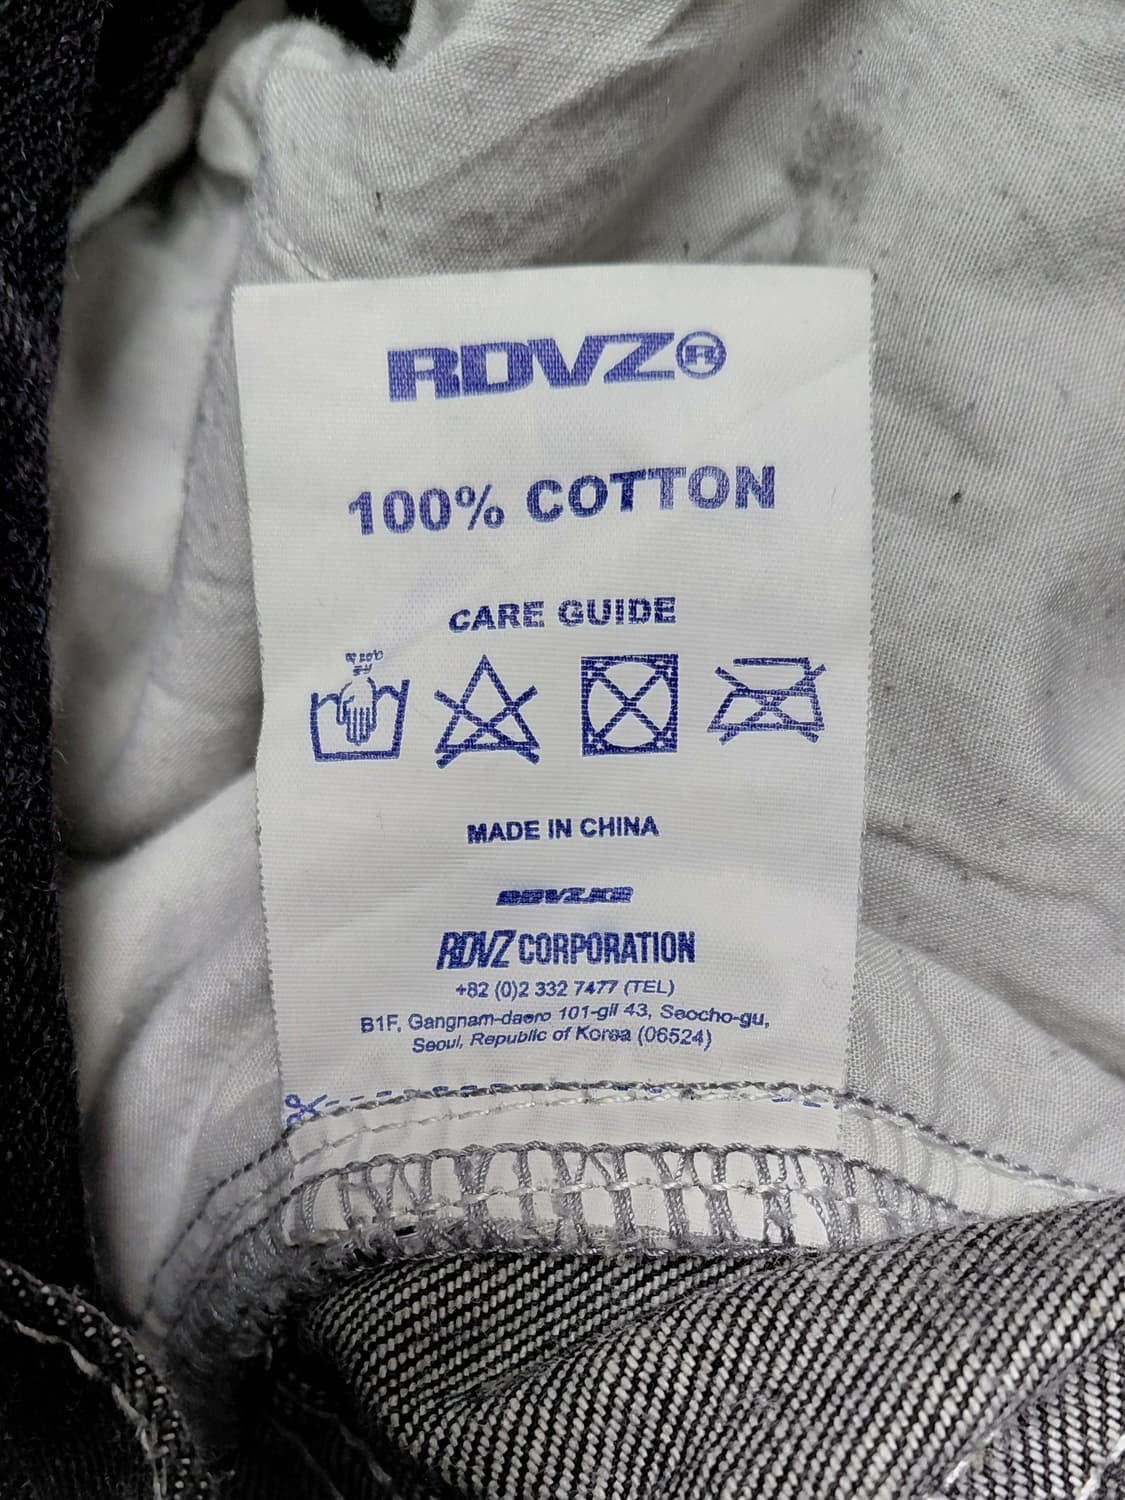 RDVZ®
100% COTTON
CARE GUIDE
MADE IN CHINA
RDVZ CORPORATION
+82 (0)2 332 7477 (TEL)
B1F, Gangnam-daero 101-gil 43, Seocho-gu,
Seoul, Republic of Korea (06524)